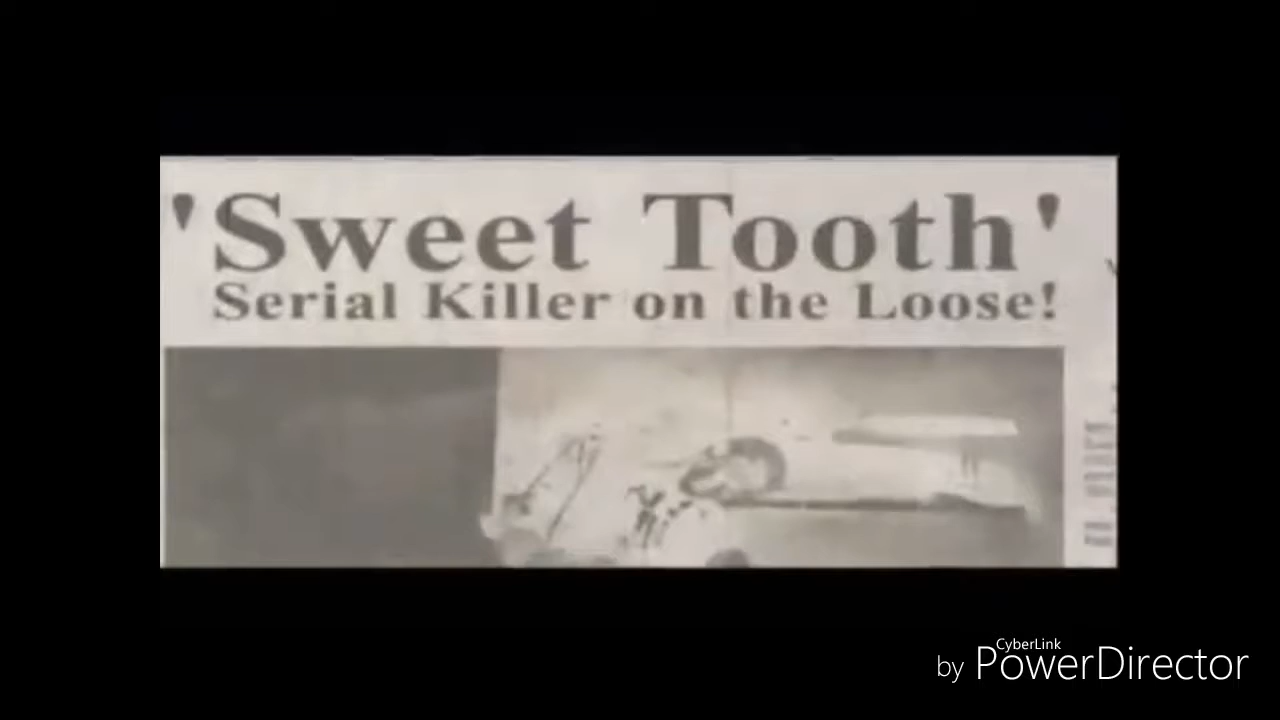 'Sweet Tooth'
Serial Killer on the Loose!
CyberLink
by PowerDirector